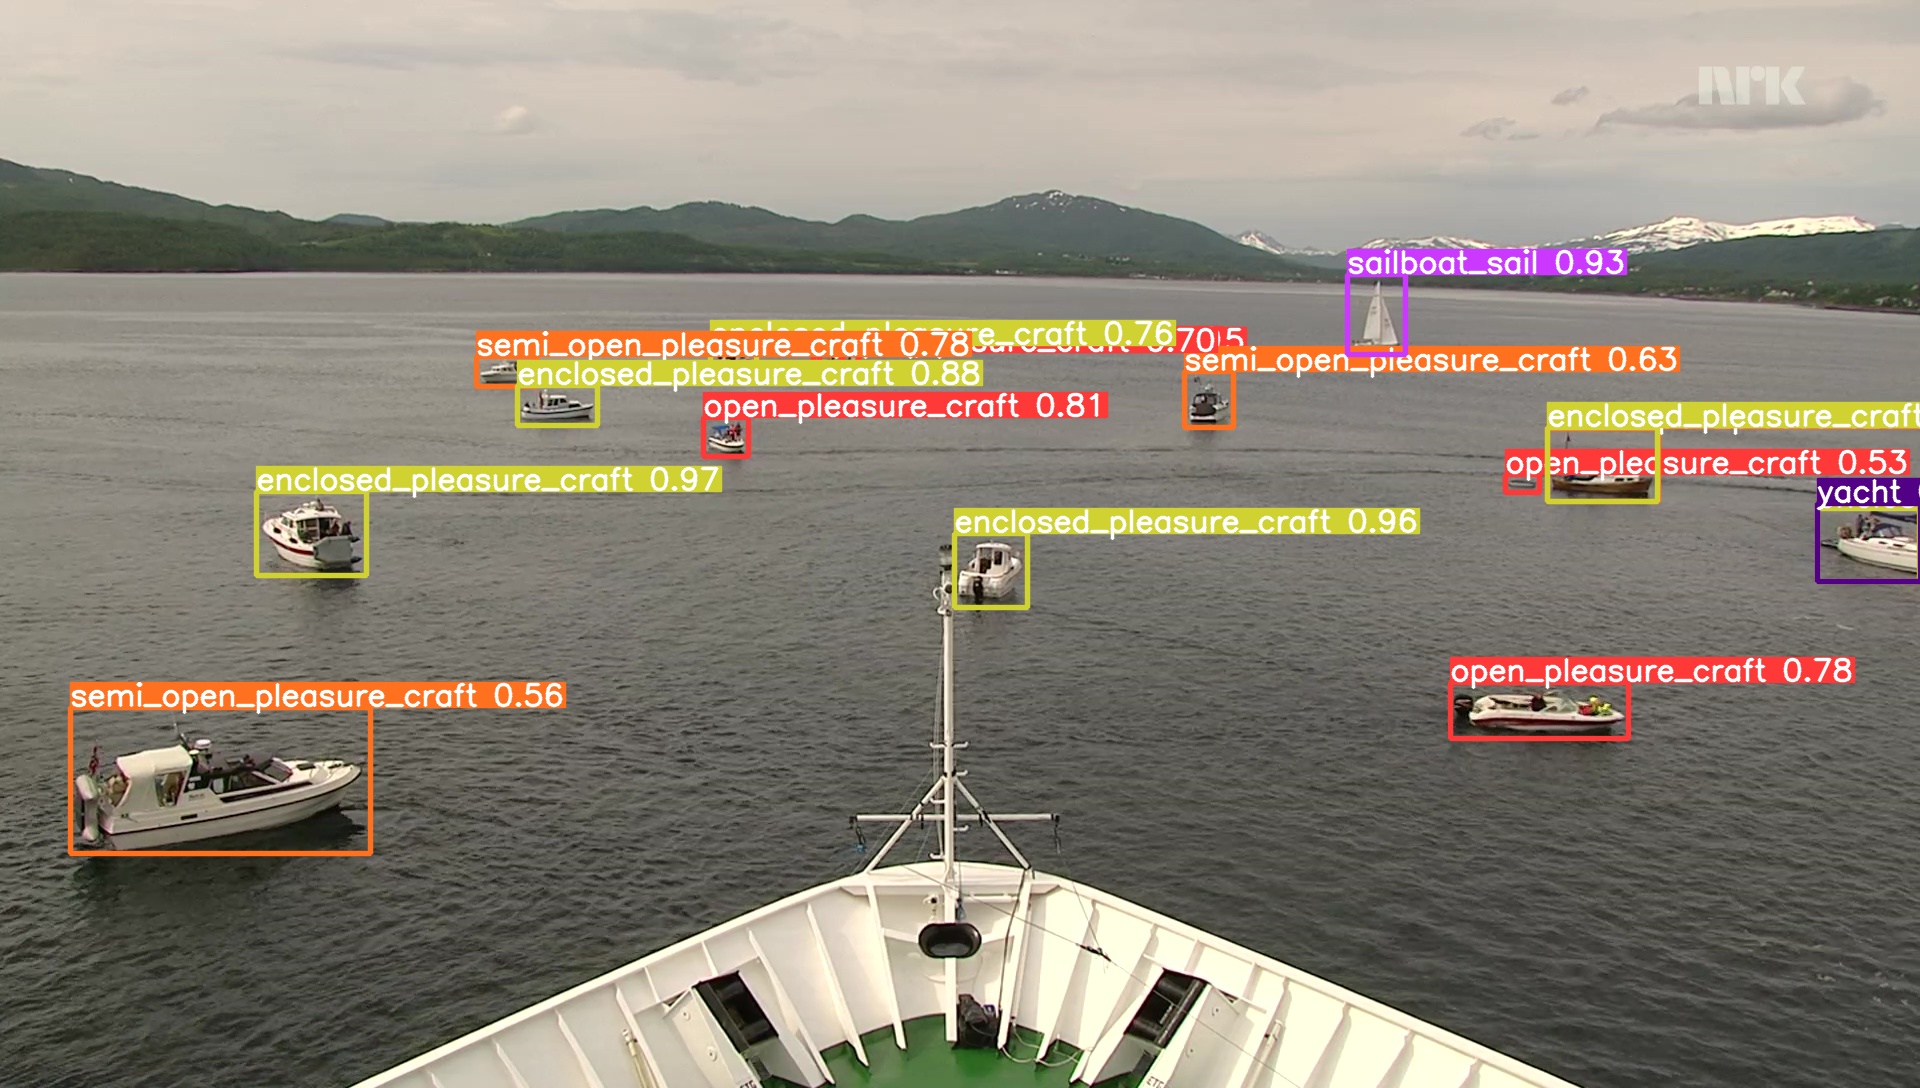 nrk
sailboat_sail 0.93
enclosed_pleasure_craft 0.76
semi_open_pleasure_craft 0.78
semi_open_pleasure_craft 0.63
enclosed_pleasure_craft 0.88
open_pleasure_craft 0.81
enclosed_pleasure_craft
open_pleasure_craft 0.53
enclosed_pleasure_craft 0.97
yacht
enclosed_pleasure_craft 0.96
open_pleasure_craft 0.78
semi_open_pleasure_craft 0.56